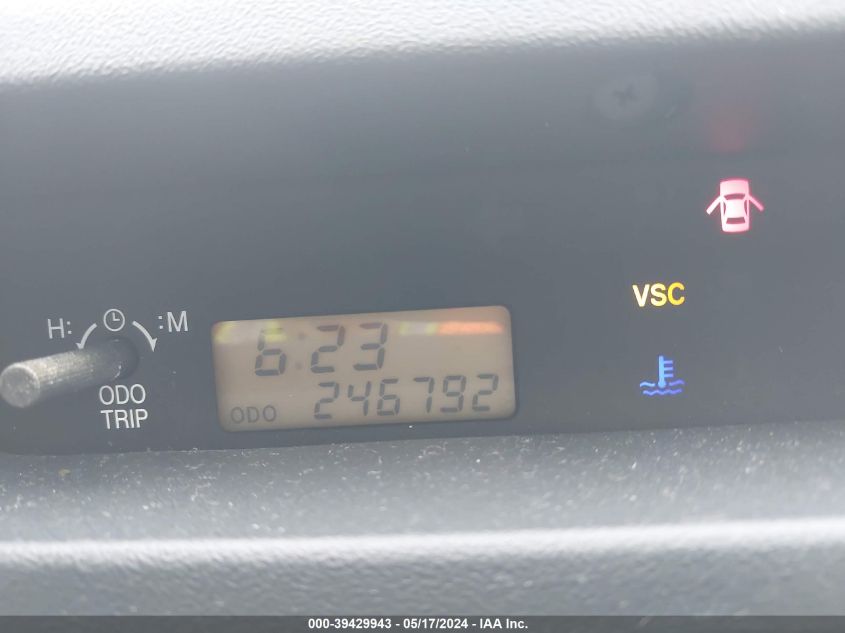 VSC
H: :M
ODO
TRIP
6:23
ODO 246792
000-39429943 - 05/17/2024 - IAA Inc.